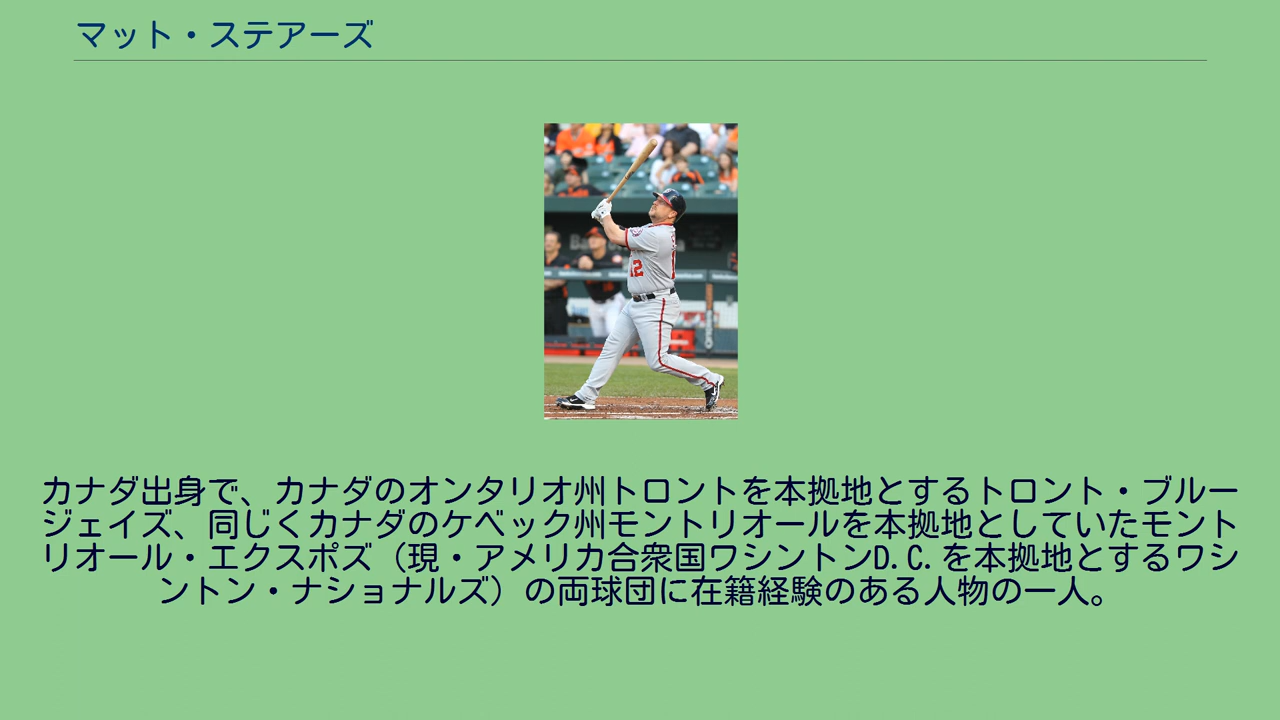 マット・ステアーズ
12
カナダ出身で、カナダのオンタリオ州トロントを本拠地とするトロント・ブルー
ジェイズ、同じくカナダのケベック州モントリオールを本拠地としていたモント
リオール・エクスポズ（現・アメリカ合衆国ワシントンD.C.を本拠地とするワシ
ントン・ナショナルズ）の両球団に在籍経験のある人物の一人。